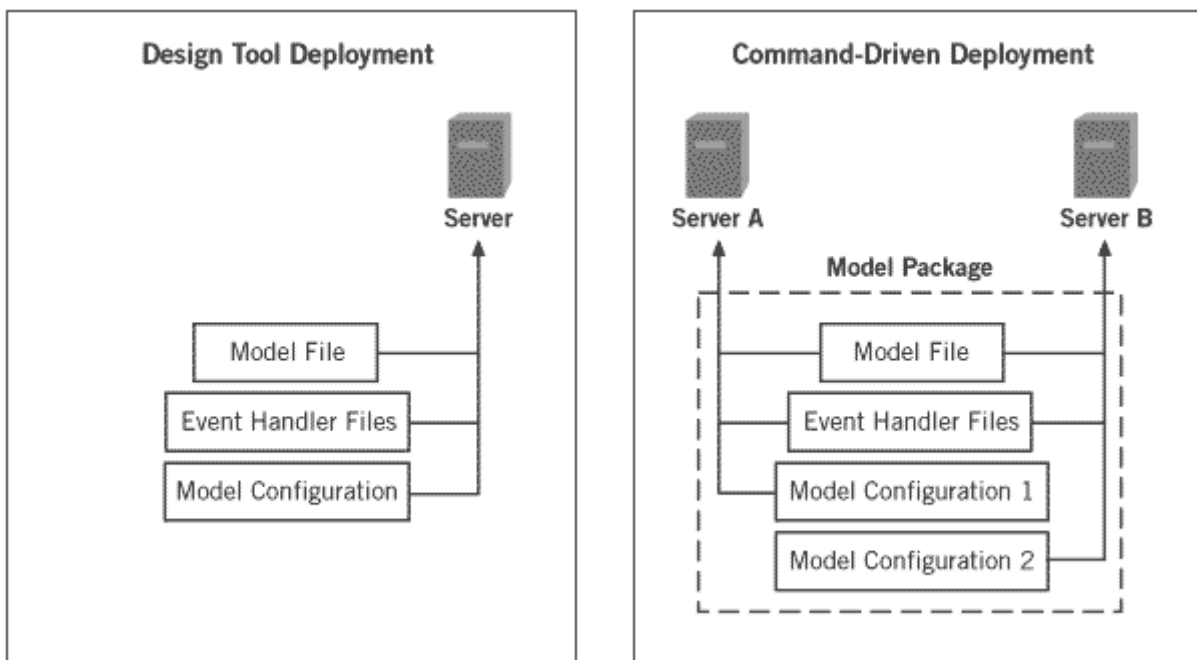 Design Tool Deployment
Server
Model File
Event Handler Files
Model Configuration
Command-Driven Deployment
Server A
Server B
Model Package
Model File
Event Handler Files
Model Configuration 1
Model Configuration 2